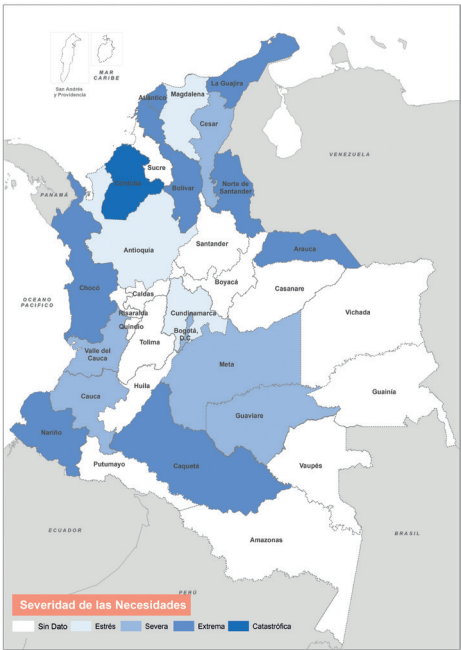 San Andrés
y Providencia
MAR
CARIBE
La Guajira
Atlántico
Magdalena
Cesar
VENEZUELA
Sucre
PANAMÁ
Bolívar
Norte de
Santander
Antioquia
Santander
Arauca
Boyacá
Chocó
Caldas
Casanare
OCEANO
PACIFICO
Risaralda
Cundinamarca
Vichada
Quindío
Bogotá,
D.C.
Tolima
Valle del
Cauca
Meta
Huila
Guainía
Cauca
Guaviare
Nariño
Putumayo
Caquetá
Vaupés
ECUADOR
BRASIL
Amazonas
PERÚ
Severidad de las Necesidades
Sin Dato
Estrés
Severa
Extrema
Catastrófica